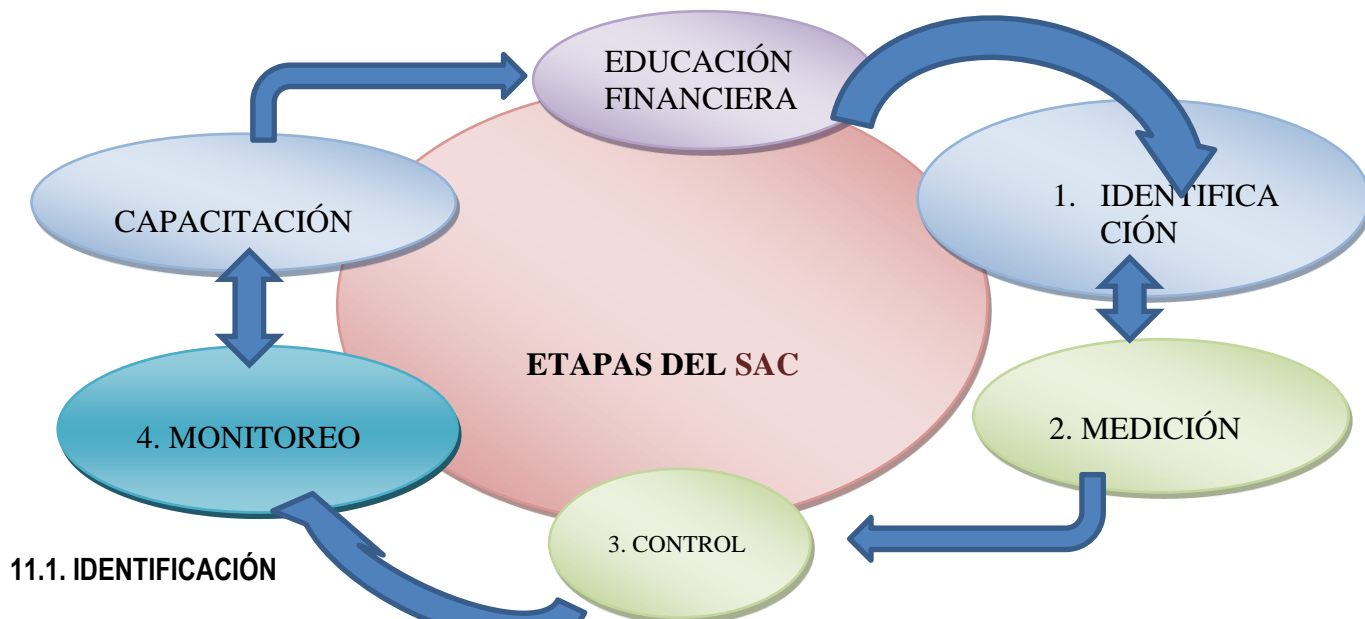 EDUCACIÓN
FINANCIERA
CAPACITACIÓN
1. IDENTIFICA
CIÓN
ETAPAS DEL SAC
4. MONITOREO
2. MEDICIÓN
3. CONTROL
11.1. IDENTIFICACIÓN